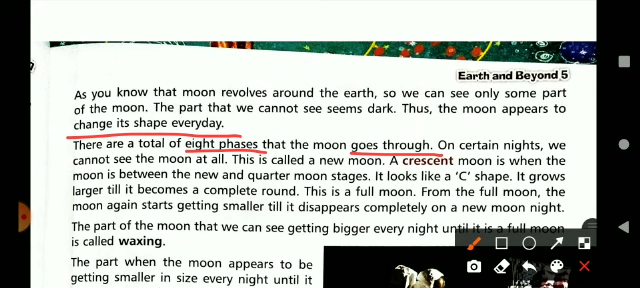 Earth and Beyond 5
As you know that moon revolves around the earth, so we can see only some part
of the moon. The part that we cannot see seems dark. Thus, the moon appears to
change its shape everyday.
There are a total of eight phases that the moon goes through. On certain nights, we
cannot see the moon at all. This is called a new moon. A crescent moon is when the
moon is between the new and quarter moon stages. It looks like a ‘C’ shape. It grows
larger till it becomes a complete round. This is a full moon. From the full moon, the
moon again starts getting smaller till it disappears completely on a new moon night.
The part of the moon that we can see getting bigger every night until it is a full moon
is called waxing.
The part when the moon appears to be
getting smaller in size every night until it